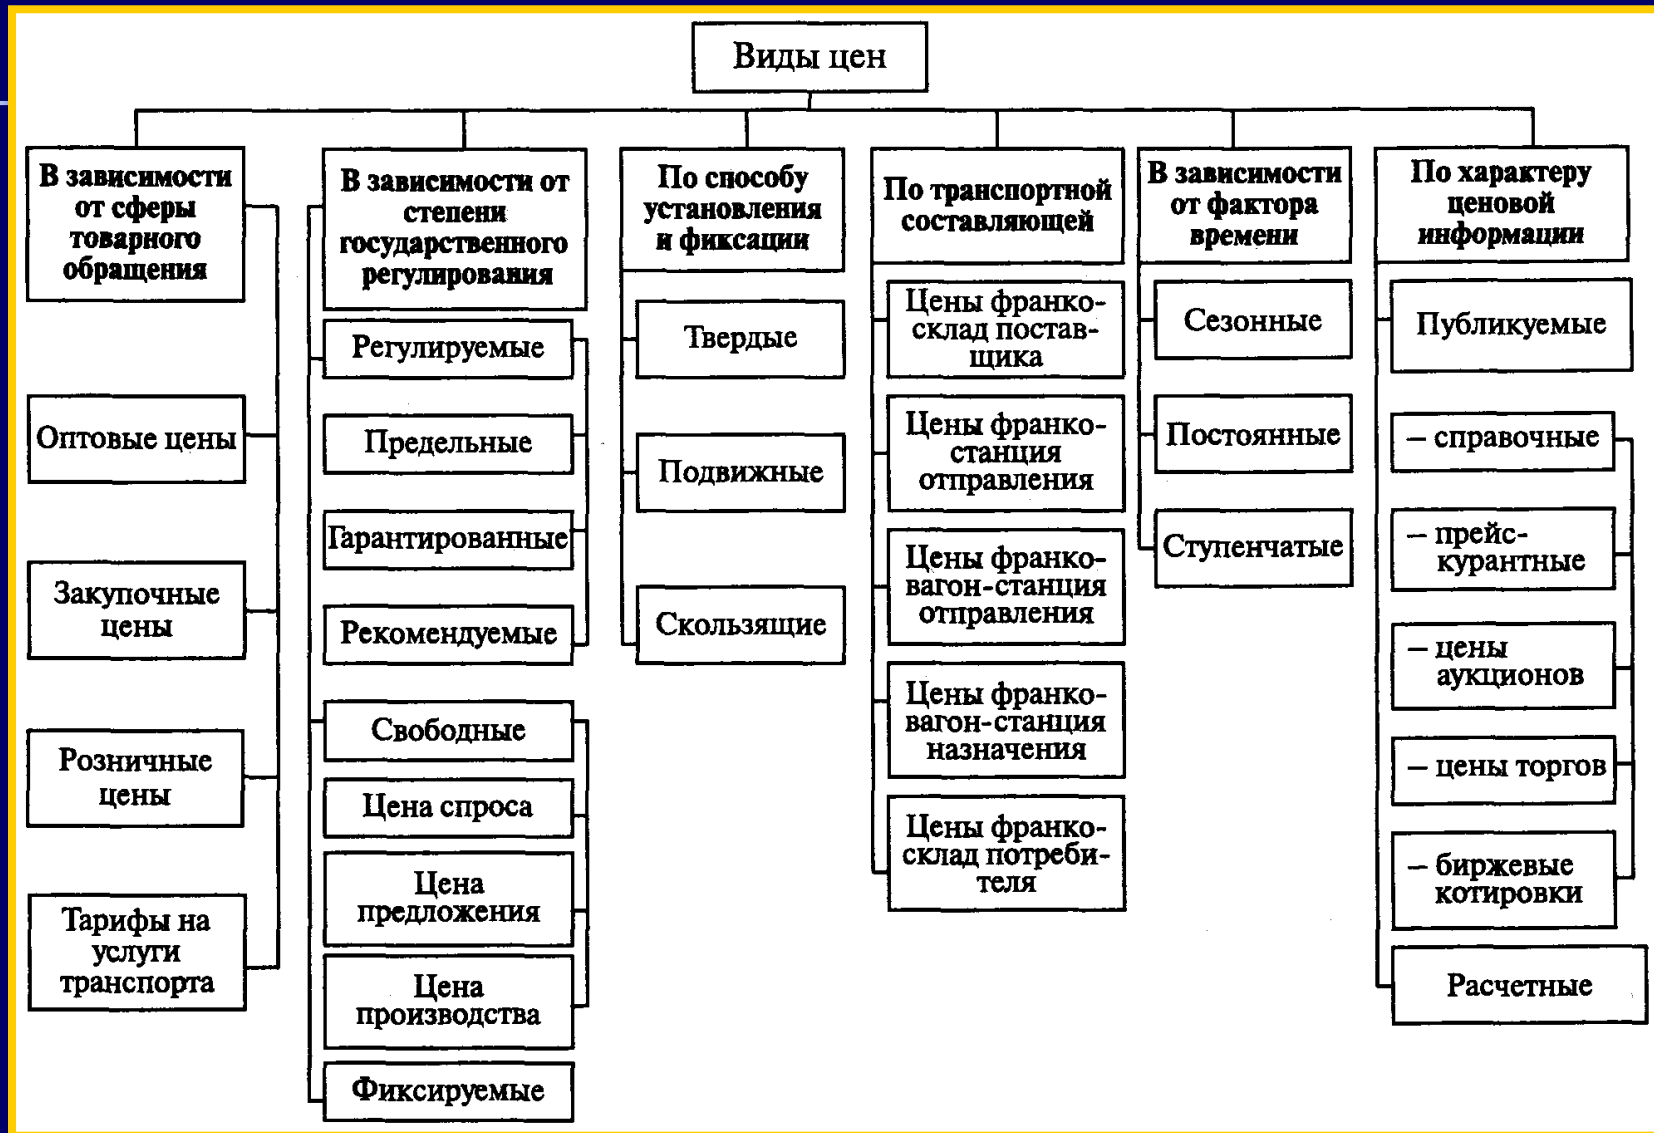 Виды цен
В зависимости
от сферы
товарного
обращения
Оптовые цены
Закупочные
цены
Розничные
цены
Тарифы на
услуги
транспорта
В зависимости от
степени
государственного
регулирования
Регулируемые
Предельные
Гарантированные
Рекомендуемые
Свободные
Цена спроса
Цена
предложения
Цена
производства
Фиксируемые
По способу
установления
и фиксации
Твердые
Подвижные
Скользящие
По транспортной
составляющей
Цены франко-
склад постав-
щика
Цены франко-
станция
отправления
Цены франко-
вагон-станция
отправления
Цены франко-
вагон-станция
назначения
Цены франко-
склад потреби-
теля
В зависимости
от фактора
времени
Сезонные
Постоянные
Ступенчатые
По характеру
ценовой
информации
Публикуемые
– справочные
– прейс-
курантные
– цены
аукционов
– цены торгов
– биржевые
котировки
Расчетные